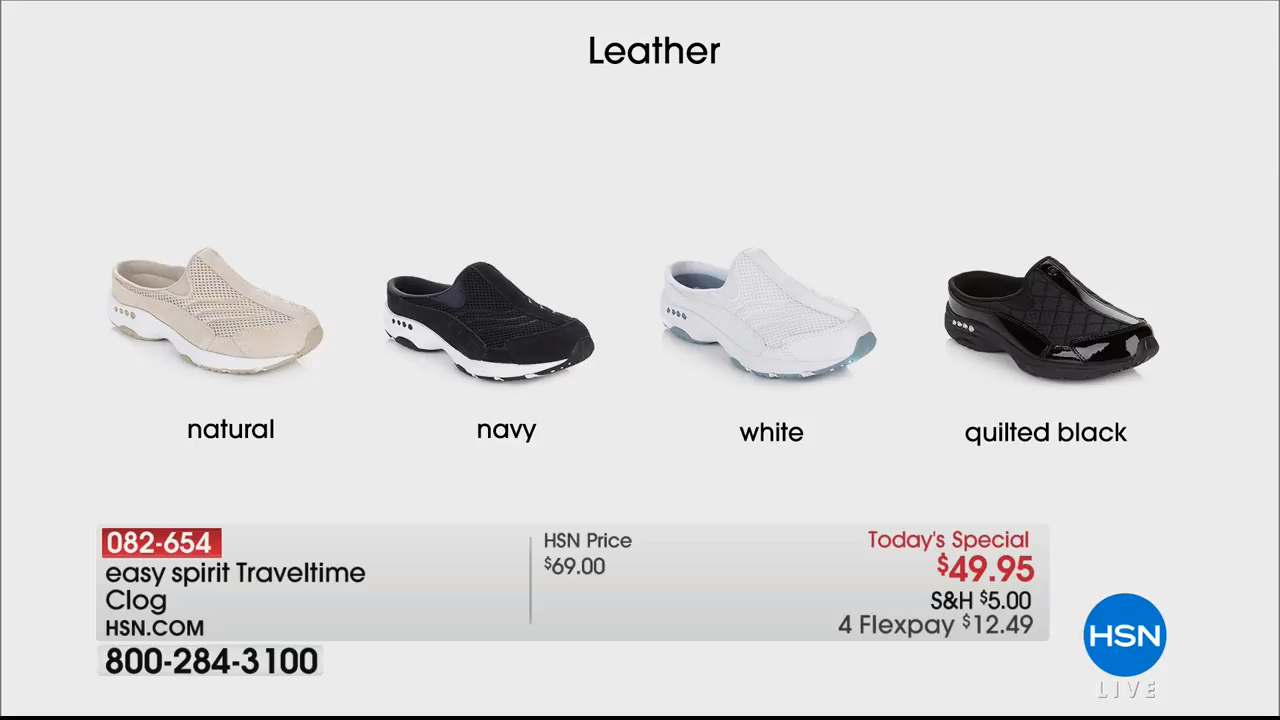 Leather
natural
navy
white
quilted black
082-654
easy spirit Traveltime
Clog
HSN.COM
800-284-3100
HSN Price
$69.00
Today's Special
$49.95
S&H $5.00
4 Flexpay $12.49
HSN
LIVE